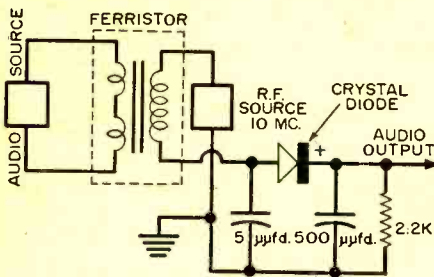 FERRISTOR
AUDIO SOURCE
R.F.
SOURCE
10 MC.
CRYSTAL
DIODE
+
AUDIO
OUTPUT
5 µµfd.
500 µµfd.
2.2K